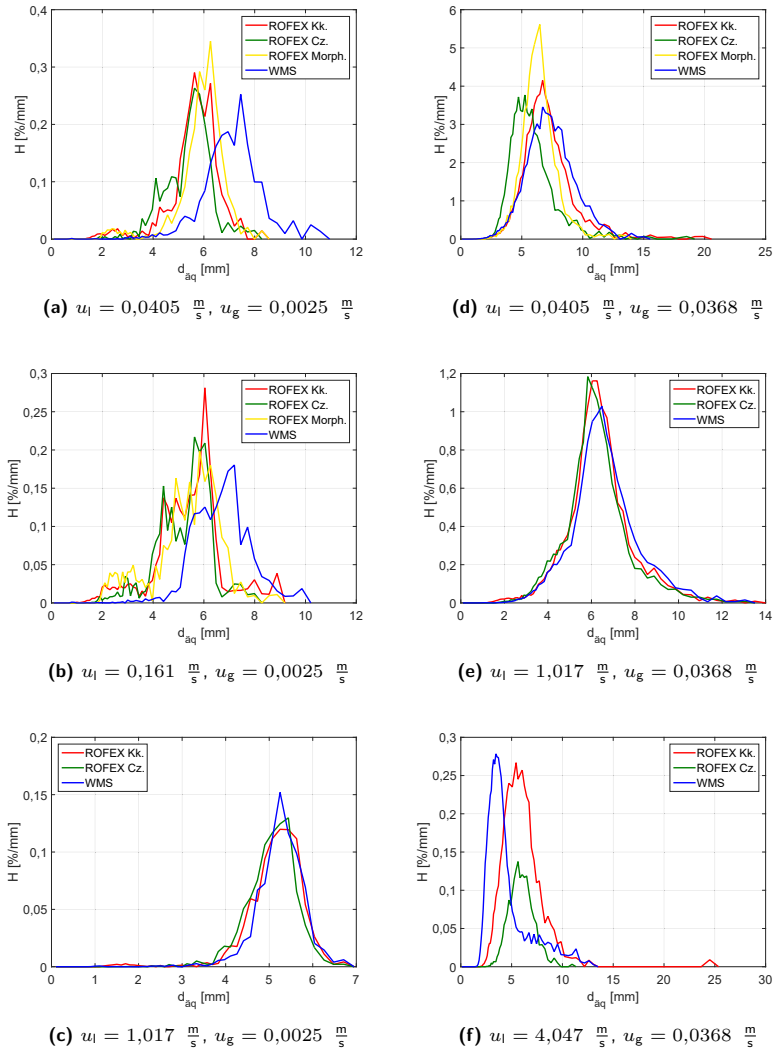 0,4
0,3
0,2
0,1
0
H [%/mm]
0 2 4 6 8 10 12
d_äq [mm]
ROFEX Kk.
ROFEX Cz.
ROFEX Morph.
WMS
(a) u_l = 0,0405 m/s, u_g = 0,0025 m/s
6
5
4
3
2
1
0
H [%/mm]
0 5 10 15 20 25
d_äq [mm]
ROFEX Kk.
ROFEX Cz.
ROFEX Morph.
WMS
(d) u_l = 0,0405 m/s, u_g = 0,0368 m/s
0,3
0,25
0,2
0,15
0,1
0,05
0
H [%/mm]
0 2 4 6 8 10 12
d_äq [mm]
ROFEX Kk.
ROFEX Cz.
ROFEX Morph.
WMS
(b) u_l = 0,161 m/s, u_g = 0,0025 m/s
1,2
1
0,8
0,6
0,4
0,2
0
H [%/mm]
0 2 4 6 8 10 12 14
d_äq [mm]
ROFEX Kk.
ROFEX Cz.
WMS
(e) u_l = 1,017 m/s, u_g = 0,0368 m/s
0,2
0,15
0,1
0,05
0
H [%/mm]
0 1 2 3 4 5 6 7
d_äq [mm]
ROFEX Kk.
ROFEX Cz.
WMS
(c) u_l = 1,017 m/s, u_g = 0,0025 m/s
0,3
0,25
0,2
0,15
0,1
0,05
0
H [%/mm]
0 5 10 15 20 25 30
d_äq [mm]
ROFEX Kk.
ROFEX Cz.
WMS
(f) u_l = 4,047 m/s, u_g = 0,0368 m/s